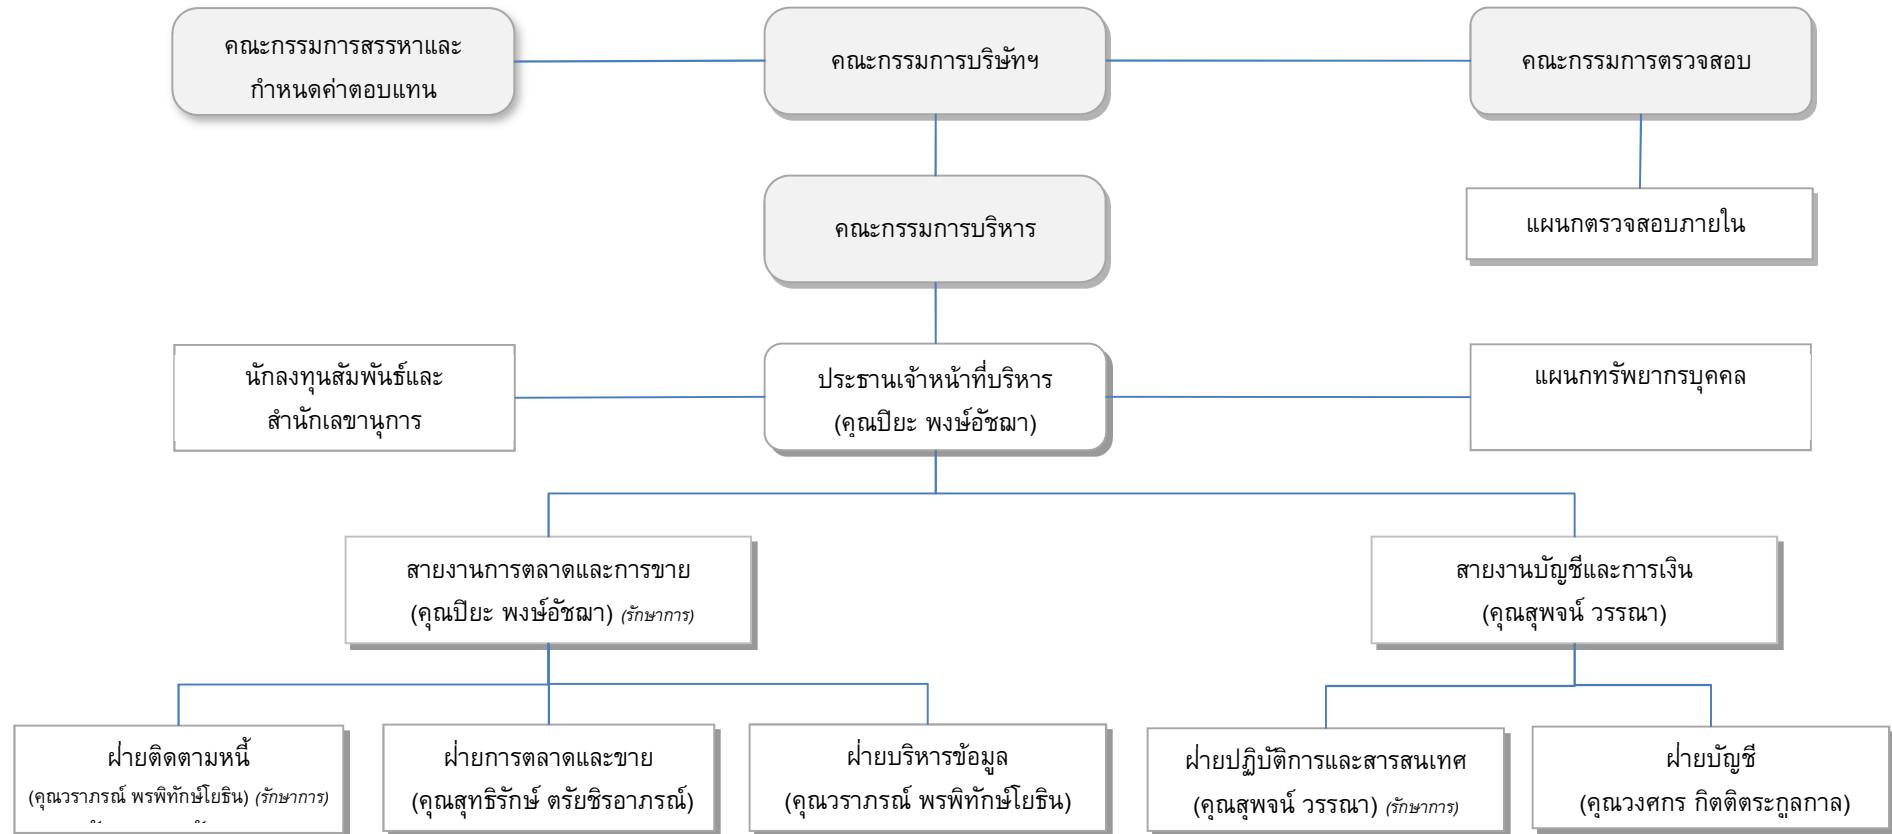 คณะกรรมการสรรหาและ
กำหนดค่าตอบแทน
คณะกรรมการบริษัทฯ
คณะกรรมการตรวจสอบ
คณะกรรมการบริหาร
แผนกตรวจสอบภายใน
นักลงทุนสัมพันธ์และ
สำนักเลขานุการ
ประธานเจ้าหน้าที่บริหาร
(คุณปิยะ พงษ์อัชฌา)
แผนกทรัพยากรบุคคล
สายงานการตลาดและการขาย
(คุณปิยะ พงษ์อัชฌา) (รักษาการ)
สายงานบัญชีและการเงิน
(คุณสุพจน์ วรรณา)
ฝ่ายติดตามหนี้
(คุณวราภรณ์ พรพิทักษ์โยธิน) (รักษาการ)
ฝ่ายการตลาดและขาย
(คุณสุทธิรักษ์ ตรัยชิรอาภรณ์)
ฝ่ายบริหารข้อมูล
(คุณวราภรณ์ พรพิทักษ์โยธิน)
ฝ่ายปฏิบัติการและสารสนเทศ
(คุณสุพจน์ วรรณา) (รักษาการ)
ฝ่ายบัญชี
(คุณวงศกร กิตติตระกูลกาล)